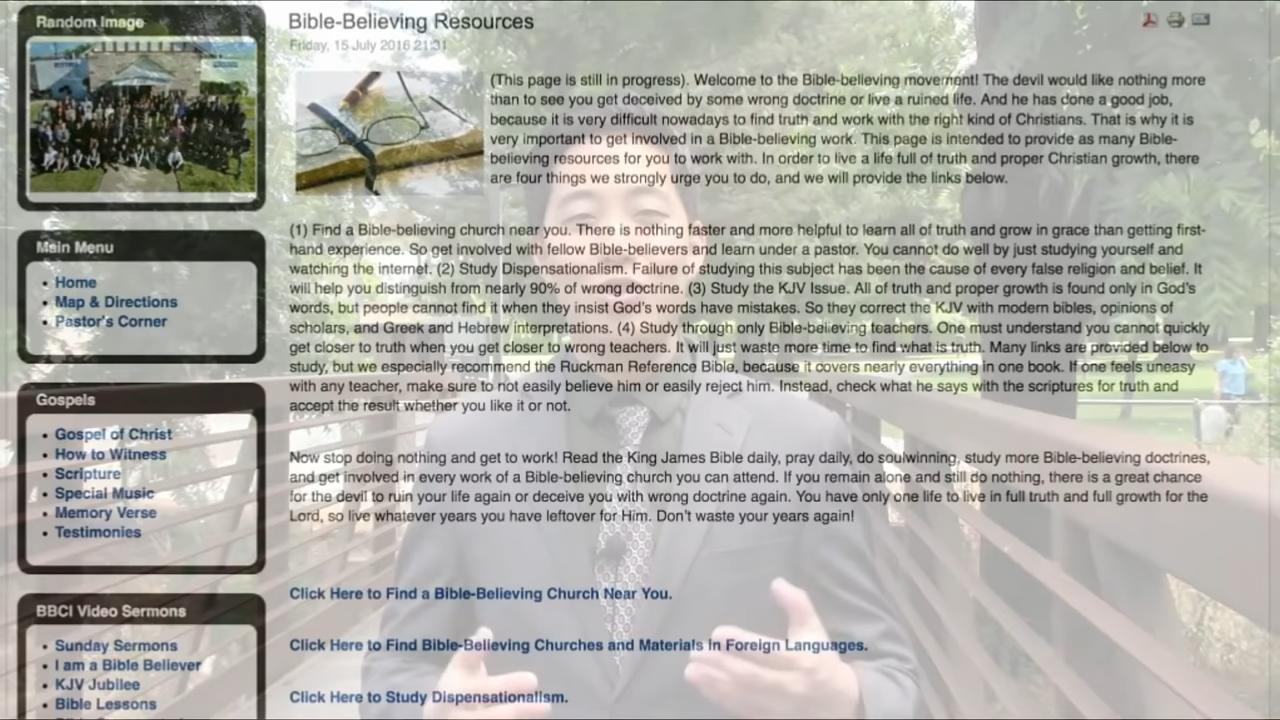 Random Image
Main Menu
Home
Map & Directions
Pastor's Corner
Gospels
Gospel of Christ
How to Witness
Scripture
Special Music
Memory Verse
Testimonies
BBCI Video Sermons
Sunday Sermons
I am a Bible Believer
KJV Jubilee
Bible Lessons
Bible-Believing Resources
Friday, 15 July 2016 21:31
(This page is still in progress). Welcome to the Bible-believing movement! The devil would like nothing more
than to see you get deceived by some wrong doctrine or live a ruined life. And he has done a good job,
because it is very difficult nowadays to find truth and work with the right kind of Christians. That is why it is
very important to get involved in a Bible-believing work. This page is intended to provide as many Bible-
believing resources for you to work with. In order to live a life full of truth and proper Christian growth, there
are four things we strongly urge you to do, and we will provide the links below.
(1) Find a Bible-believing church near you. There is nothing faster and more helpful to learn all of truth and grow in grace than getting first-
hand experience. So get involved with fellow Bible-believers and learn under a pastor. You cannot do well by just studying yourself and
watching the internet. (2) Study Dispensationalism. Failure of studying this subject has been the cause of every false religion and belief. It
will help you distinguish from nearly 90% of wrong doctrine. (3) Study the KJV Issue. All of truth and proper growth is found only in God's
words, but people cannot find it when they insist God's words have mistakes. So they correct the KJV with modern bibles, opinions of
scholars, and Greek and Hebrew interpretations. (4) Study through only Bible-believing teachers. One must understand you cannot quickly
get closer to truth when you get closer to wrong teachers. It will just waste more time to find what is truth. Many links are provided below to
study, but we especially recommend the Ruckman Reference Bible, because it covers nearly everything in one book. If one feels uneasy
with any teacher, make sure to not easily believe him or easily reject him. Instead, check what he says with the scriptures for truth and
accept the result whether you like it or not.
Now stop doing nothing and get to work! Read the King James Bible daily, pray daily, do soulwinning, study more Bible-believing doctrines,
and get involved in every work of a Bible-believing church you can attend. If you remain alone and still do nothing, there is a great chance
for the devil to ruin your life again or deceive you with wrong doctrine again. You have only one life to live in full truth and full growth for the
Lord, so live whatever years you have leftover for Him. Don't waste your years again!
Click Here to Find a Bible-Believing Church Near You.
Click Here to Find Bible-Believing Churches and Materials in Foreign Languages.
Click Here to Study Dispensationalism.